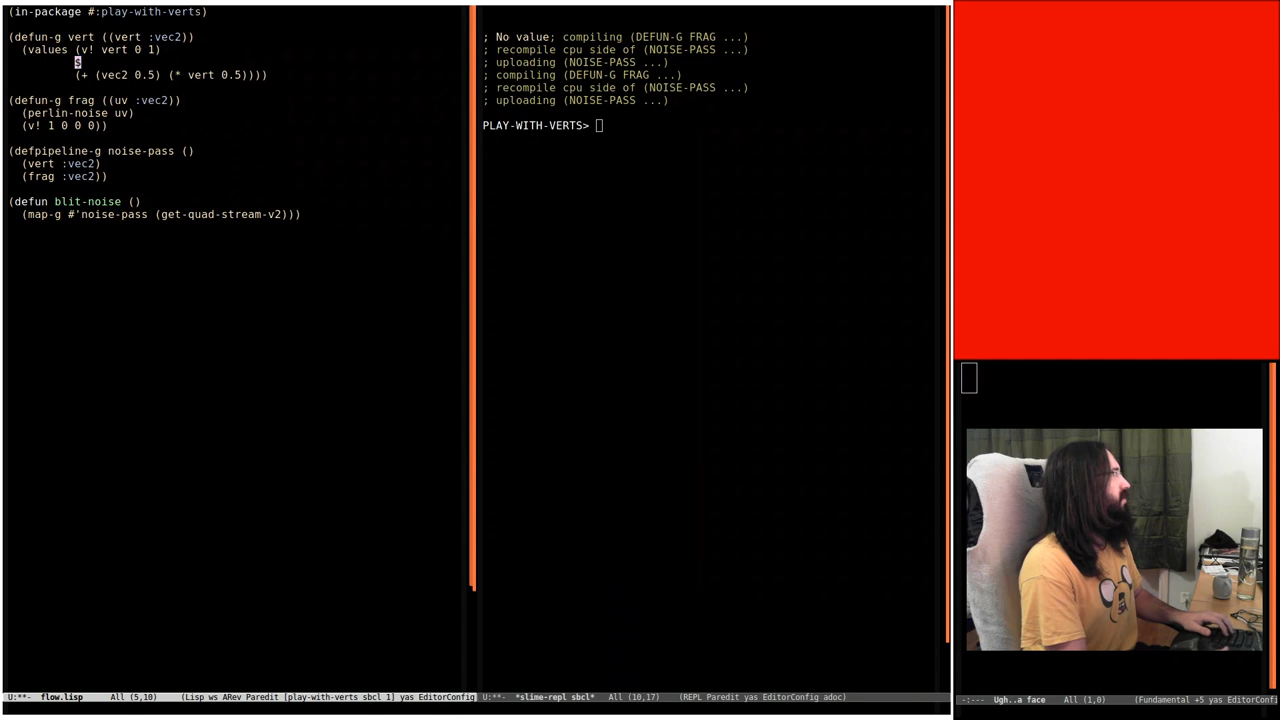 (in-package #:play-with-verts)
(defun-g vert ((vert :vec2))
(values (v! vert 0 1)
$
(+ (vec2 0.5) (* vert 0.5))))
(defun-g frag ((uv :vec2))
(perlin-noise uv)
(v! 1 0 0 0))
(defpipeline-g noise-pass ()
(vert :vec2)
(frag :vec2))
(defun blit-noise ()
(map-g #'noise-pass (get-quad-stream-v2)))
U:**- flow.lisp All (5,10) (Lisp ws ARev Paredit [play-with-verts sbcl 1] yas EditorConfig
; No value; compiling (DEFUN-G FRAG ...)
; recompile cpu side of (NOISE-PASS ...)
; uploading (NOISE-PASS ...)
; compiling (DEFUN-G FRAG ...)
; recompile cpu side of (NOISE-PASS ...)
; uploading (NOISE-PASS ...)
PLAY-WITH-VERTS>
U:**- *slime-repl sbcl* All (10,17) (REPL Paredit yas EditorConfig adoc)
-:--- Ugh..a face All (1,0) (Fundamental +5 yas EditorConfi